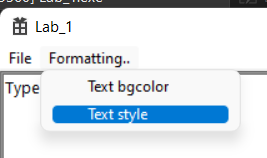 Lab_1
File Formatting..
Text bgcolor
Type
Text style